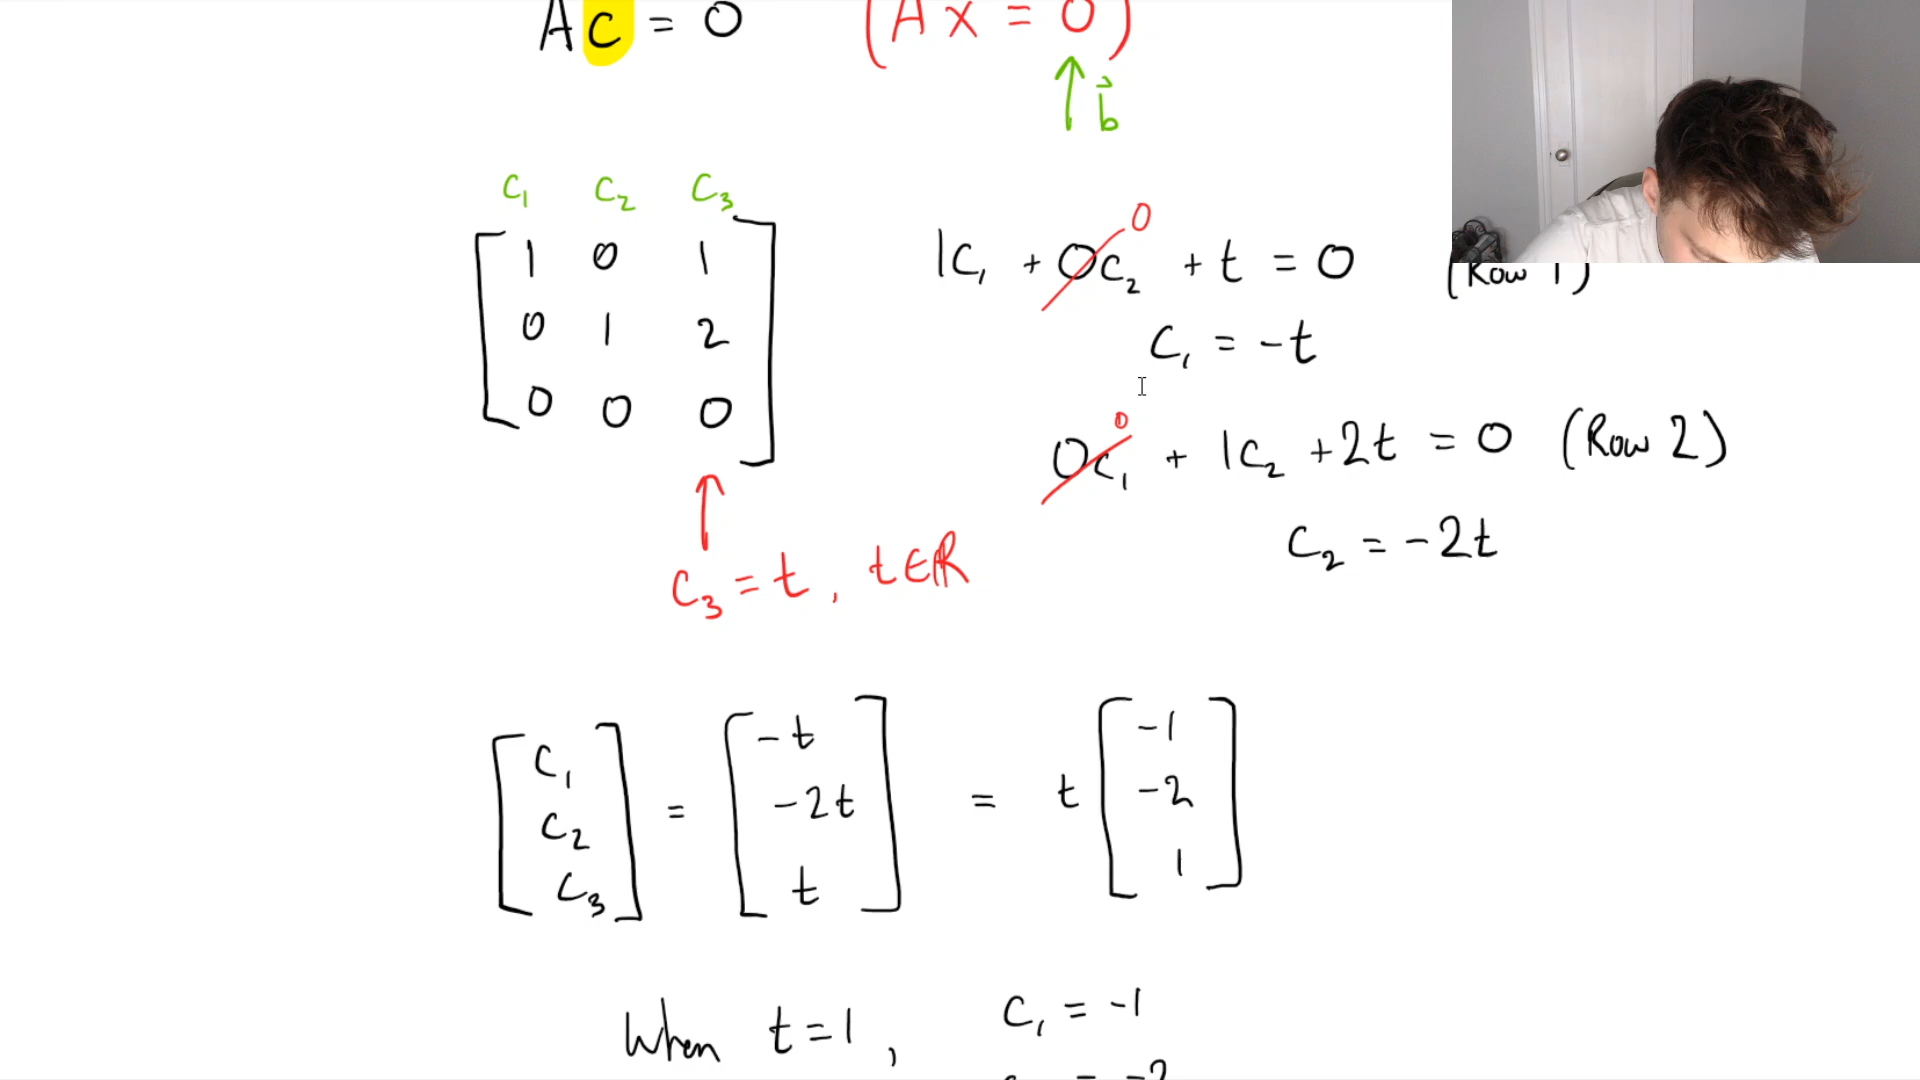 Ac = 0 (Ax = 0)
b⃗
c₁ c₂ c₃
1 0 1
0 1 2
0 0 0
1c₁ + 0c₂ + t = 0 (Row 1)
0
c₁ = -t
0
0c₁ + 1c₂ + 2t = 0 (Row 2)
c₂ = -2t
c₃ = t, t∈ℝ
[c₁ c₂ c₃] = [-t -2t t] = t[-1 -2 1]
When t=1, c₁ = -1
= -2